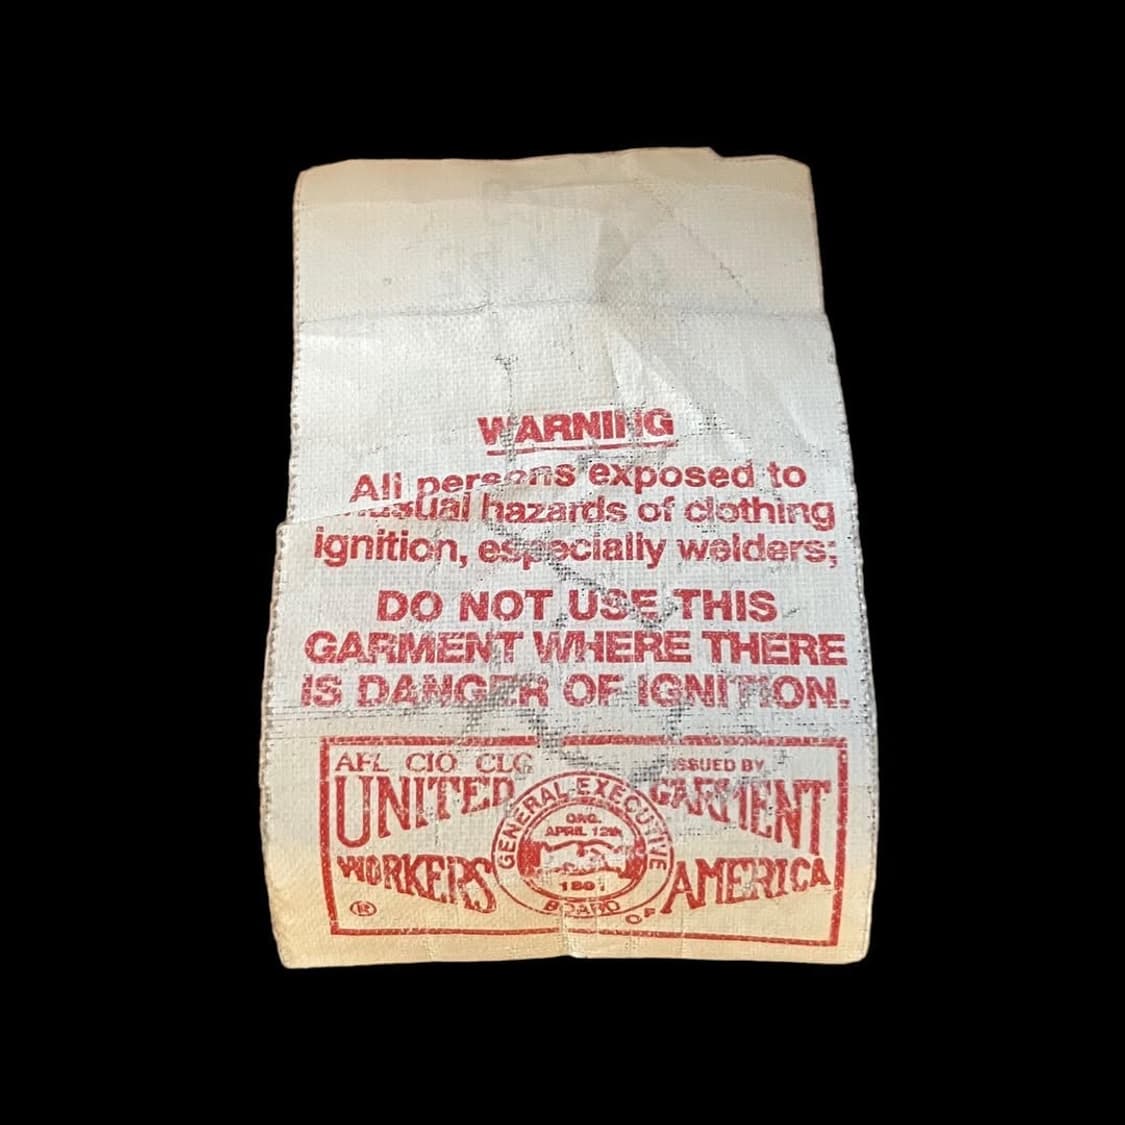 WARNING
All persons exposed to
usual hazards of clothing
ignition, especially welders;
DO NOT USE THIS
GARMENT WHERE THERE
IS DANGER OF IGNITION.
AFL CIO CLC
ISSUED BY
UNITED GARMENT
WORKERS OF AMERICA
GENERAL EXECUTIVE
BOARD
ORG.
APRIL 12th
®